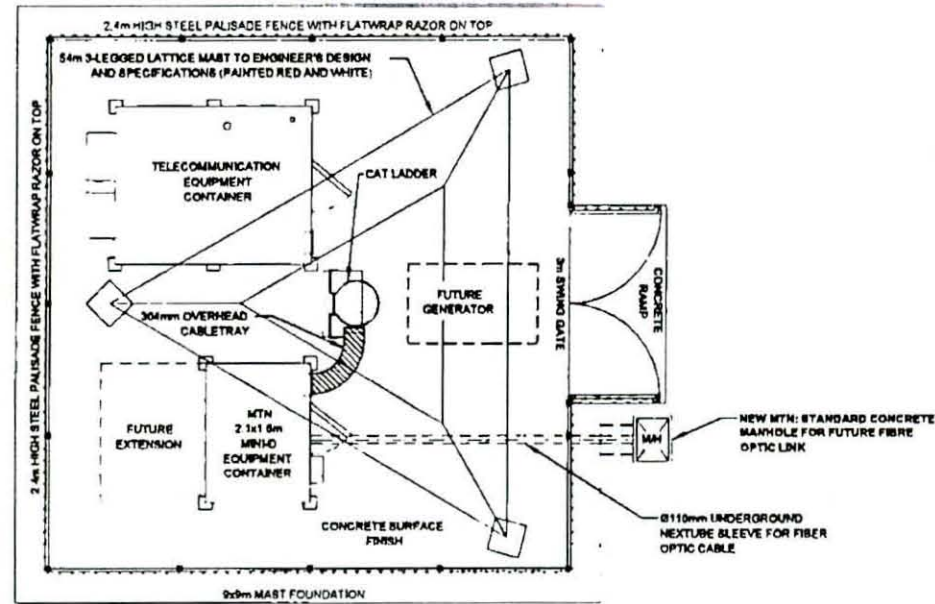 2.4m HIGH STEEL PALISADE FENCE WITH FLATWRAP RAZOR ON TOP
54m 3-LEGGED LATTICE MAST TO ENGINEER'S DESIGN
AND SPECIFICATIONS (PAINTED RED AND WHITE)
2.4m HIGH STEEL PALISADE FENCE WITH FLATWRAP RAZOR ON TOP
TELECOMMUNICATION
EQUIPMENT
CONTAINER
CAT LADDER
304mm OVERHEAD
CABLETRAY
FUTURE
GENERATOR
3m SWING GATE
CONCRETE
RAMP
FUTURE
EXTENSION
MTN
2.1x1.6m
MINI-D
EQUIPMENT
CONTAINER
M/H
NEW MTN: STANDARD CONCRETE
MANHOLE FOR FUTURE FIBRE
OPTIC LINK
Ø110mm UNDERGROUND
NEXTUBE SLEEVE FOR FIBER
OPTIC CABLE
CONCRETE SURFACE
FINISH
9x9m MAST FOUNDATION